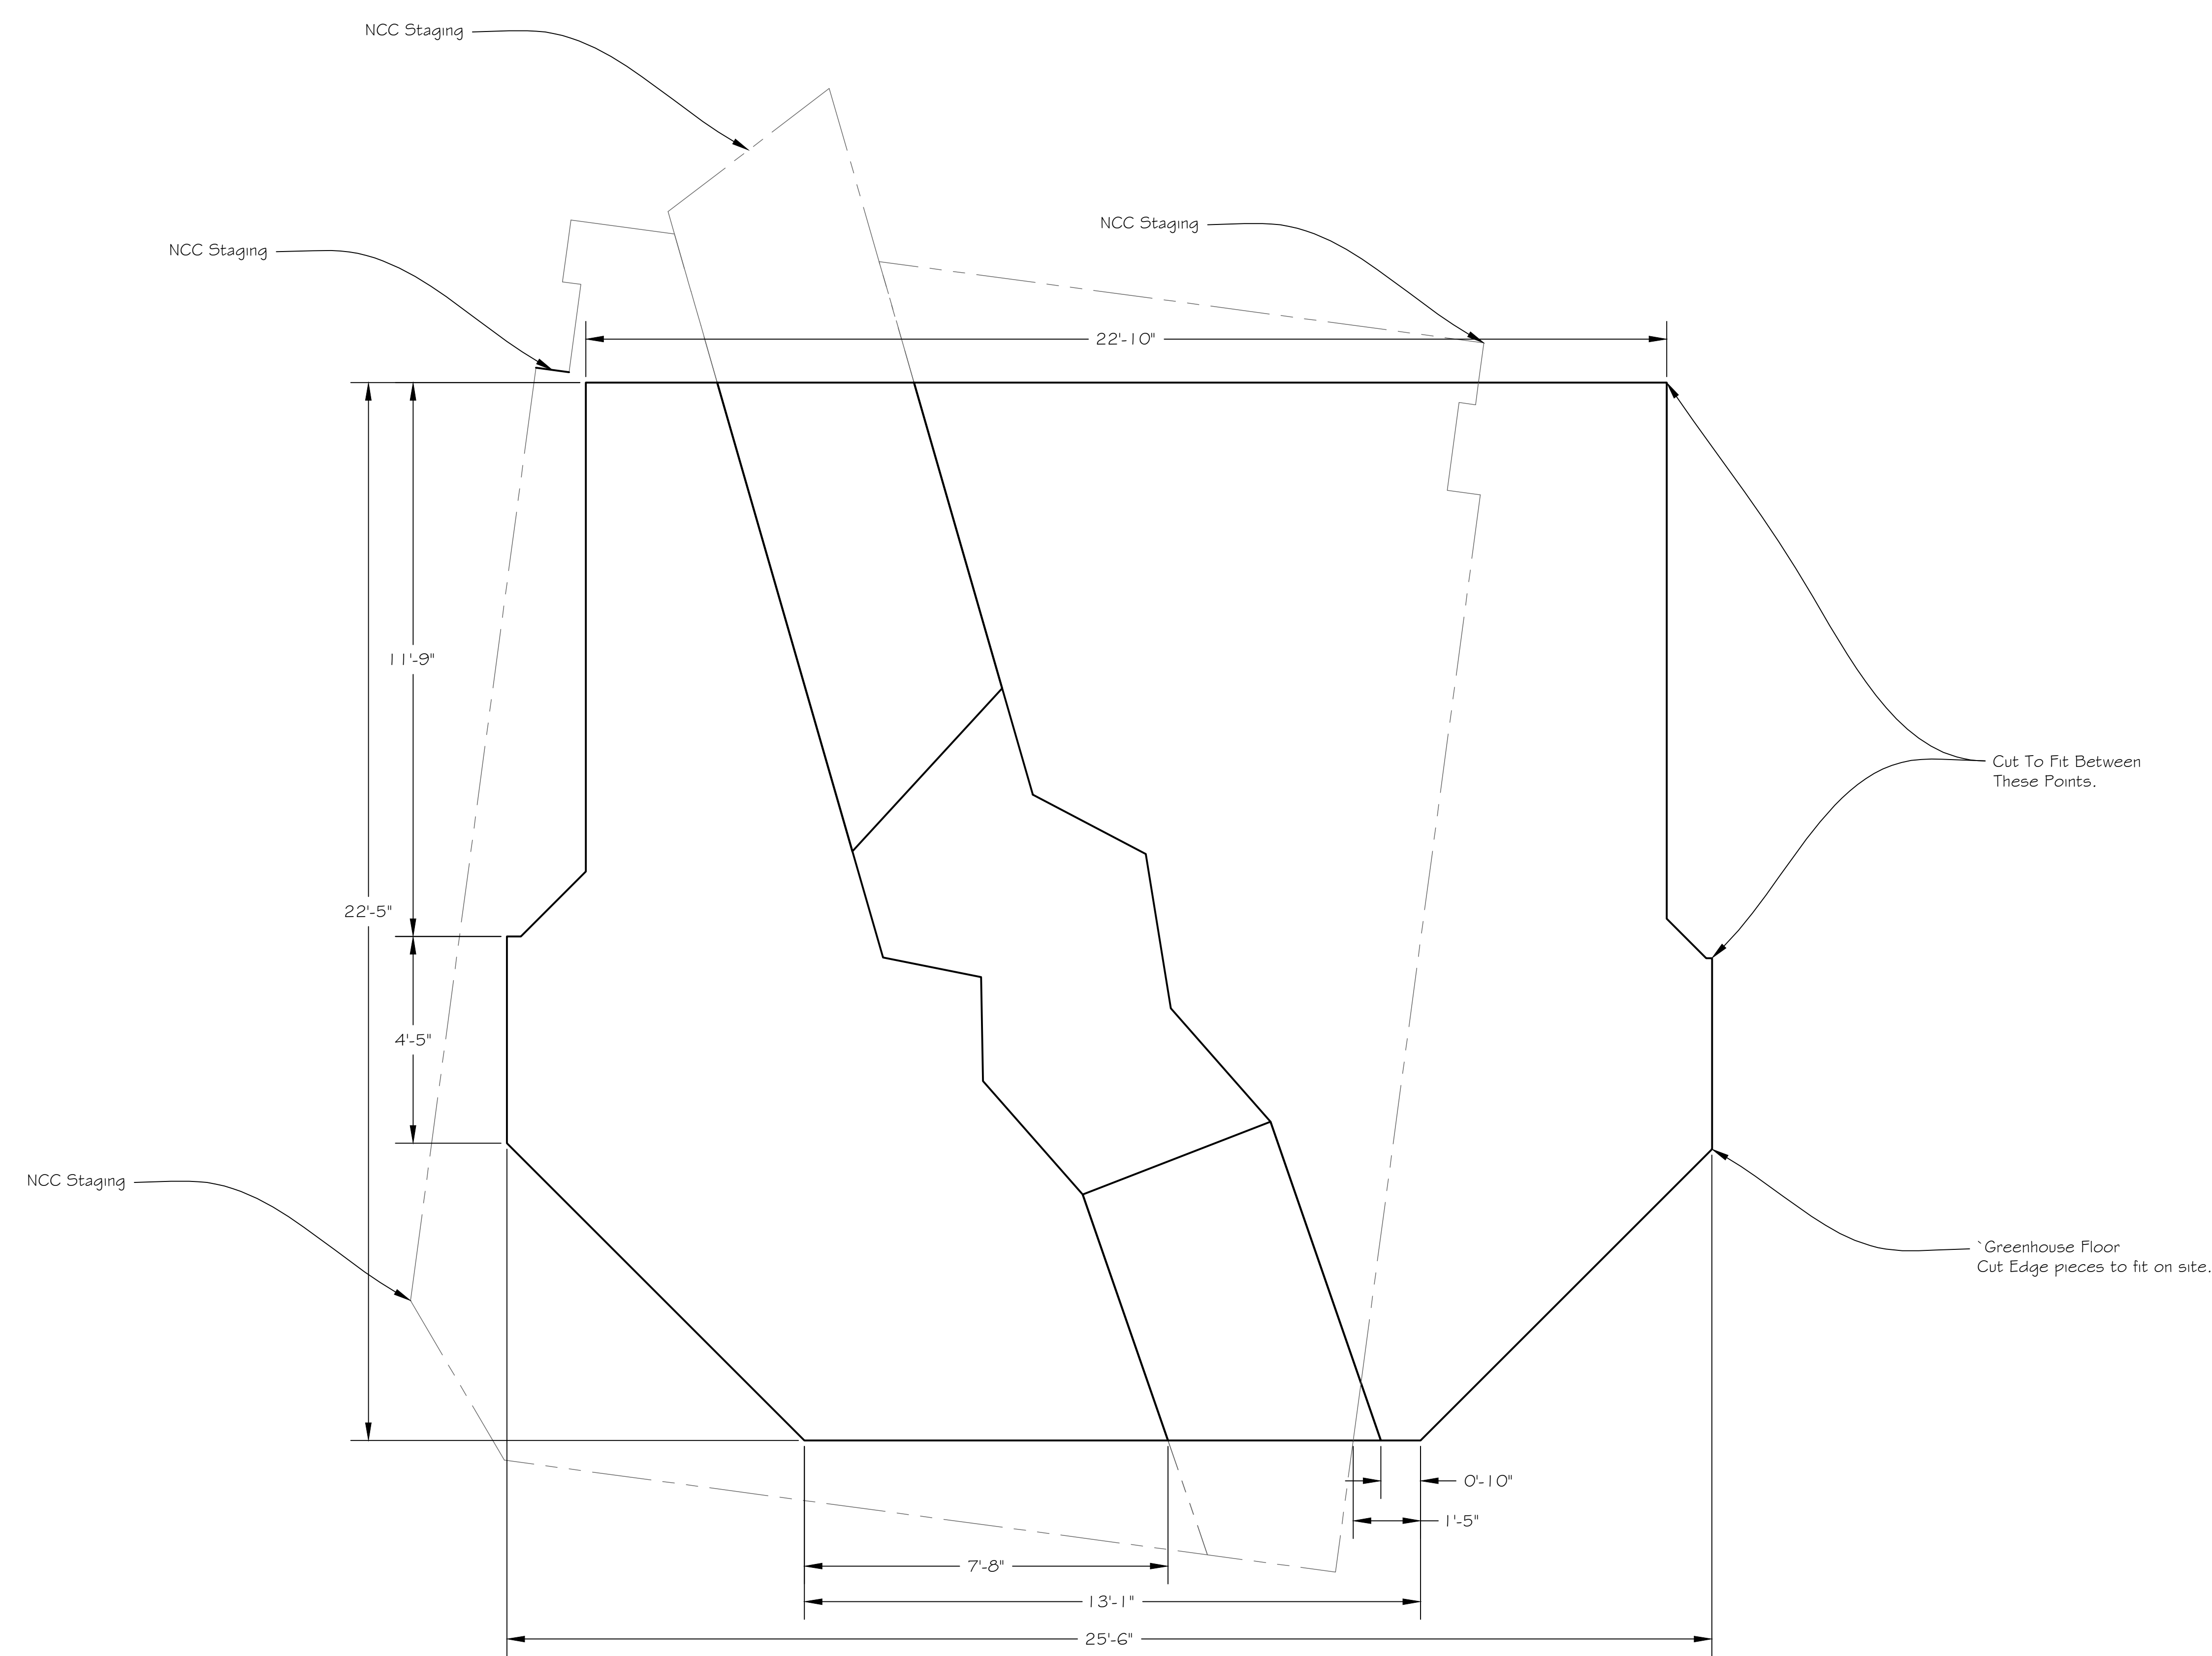 NCC Staging
NCC Staging
NCC Staging
22'-10"
11'-9"
Cut To Fit Between
These Points.
22'-5"
4'-5"
NCC Staging
`Greenhouse Floor
Cut Edge pieces to fit on site.
0'-10"
1'-5"
7'-8"
13'-1"
25'-6"